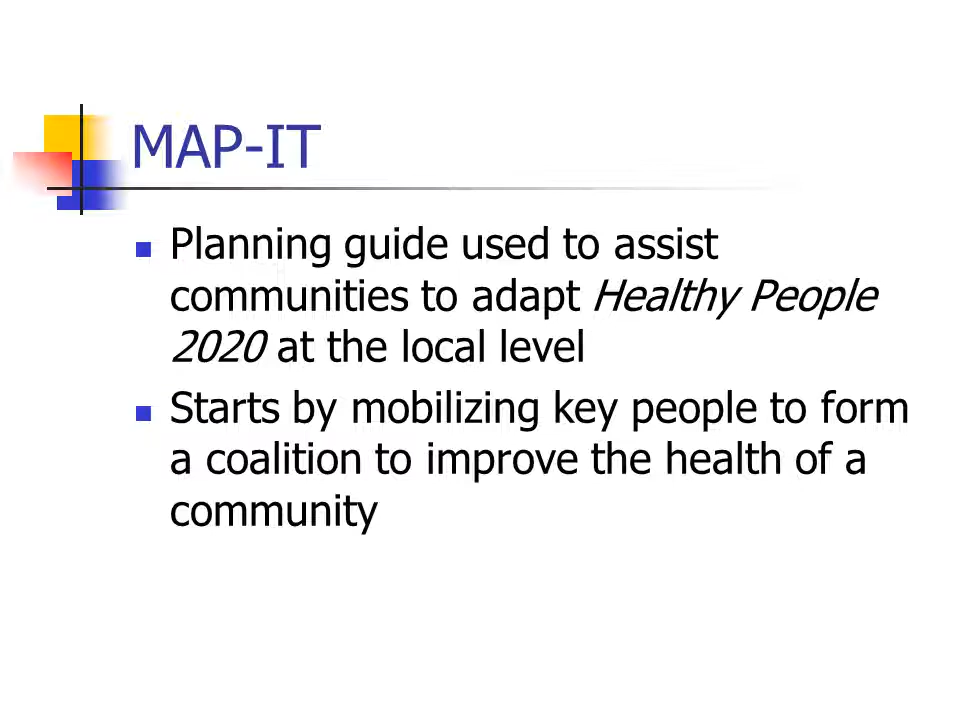 MAP-IT
Planning guide used to assist
communities to adapt Healthy People
2020 at the local level
Starts by mobilizing key people to form
a coalition to improve the health of a
community